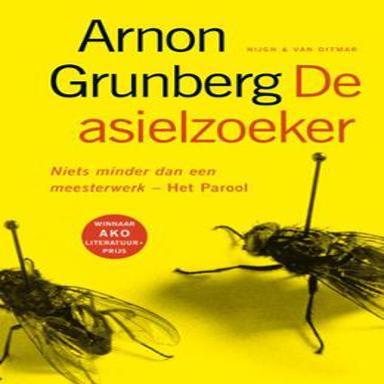 Arnon
NIJGH & VAN DITMAR
Grunberg De
asielzoeker
Niets minder dan een
meesterwerk – Het Parool
WINNAAR
AKO
LITERATUUR-
PRIJS